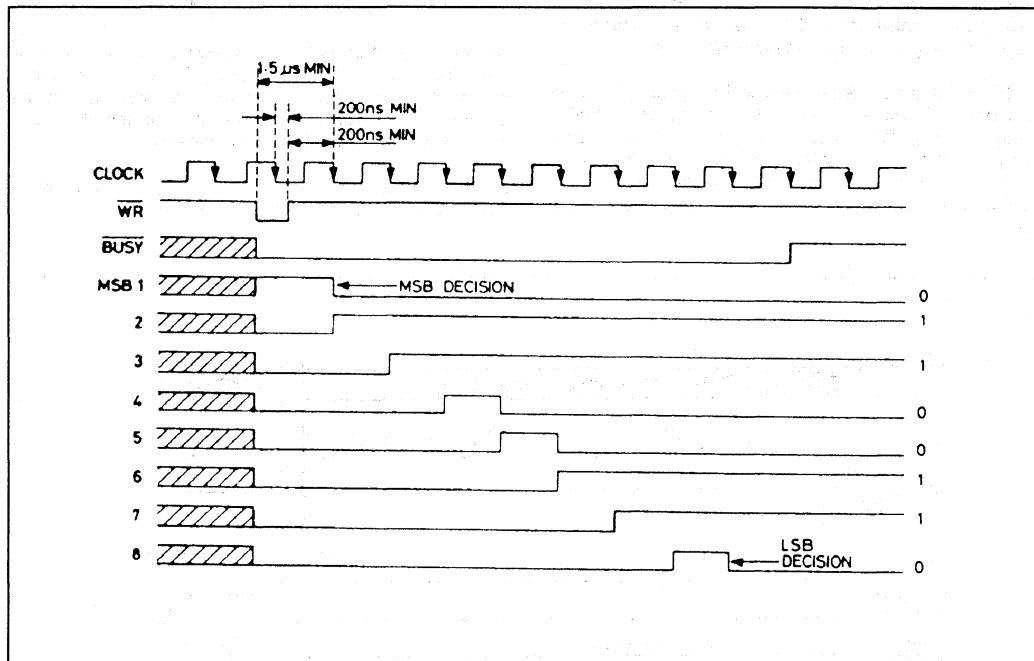 1.5 µs MIN
200ns MIN
200ns MIN
CLOCK
WR
BUSY
MSB 1
MSB DECISION
0
2
1
3
1
4
0
5
0
6
1
7
1
8
LSB
DECISION
0